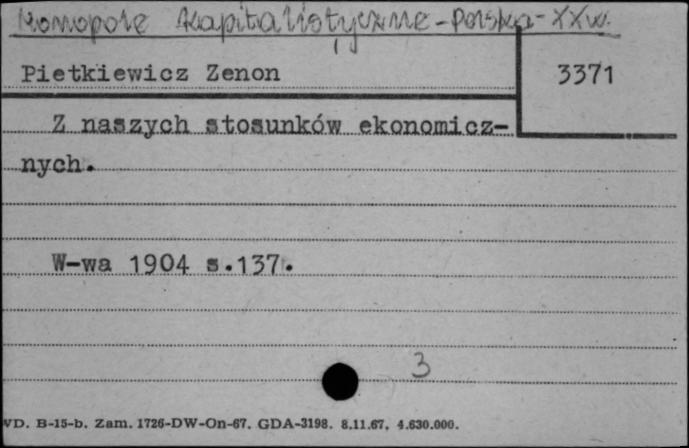 Monopole kapitalistyczne - Polska - XX w.
Pietkiewicz Zenon 3371
Z naszych stosunków ekonomicz-
nych.
W-wa 1904 s.137.
3
VD. B-15-b. Zam. 1726-DW-On-67. GDA-3198. 8.11.67. 4.630.000.